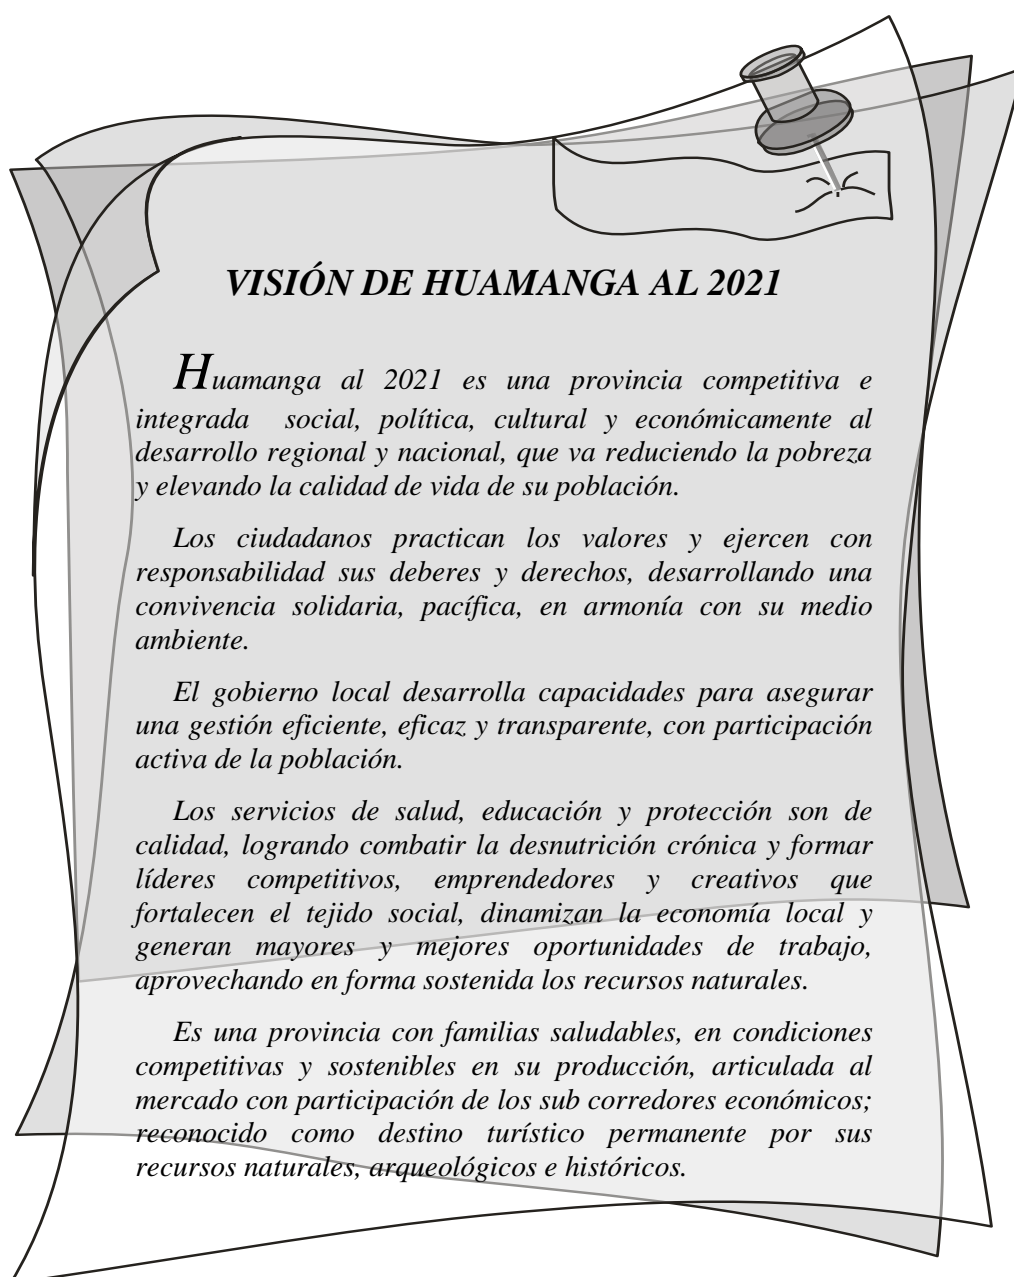 VISIÓN DE HUAMANGA AL 2021
Huamanga al 2021 es una provincia competitiva e
integrada social, política, cultural y económicamente al
desarrollo regional y nacional, que va reduciendo la pobreza
y elevando la calidad de vida de su población.
Los ciudadanos practican los valores y ejercen con
responsabilidad sus deberes y derechos, desarrollando una
convivencia solidaria, pacífica, en armonía con su medio
ambiente.
El gobierno local desarrolla capacidades para asegurar
una gestión eficiente, eficaz y transparente, con participación
activa de la población.
Los servicios de salud, educación y protección son de
calidad, logrando combatir la desnutrición crónica y formar
líderes competitivos, emprendedores y creativos que
fortalecen el tejido social, dinamizan la economía local y
generan mayores y mejores oportunidades de trabajo,
aprovechando en forma sostenida los recursos naturales.
Es una provincia con familias saludables, en condiciones
competitivas y sostenibles en su producción, articulada al
mercado con participación de los sub corredores económicos;
reconocido como destino turístico permanente por sus
recursos naturales, arqueológicos e históricos.